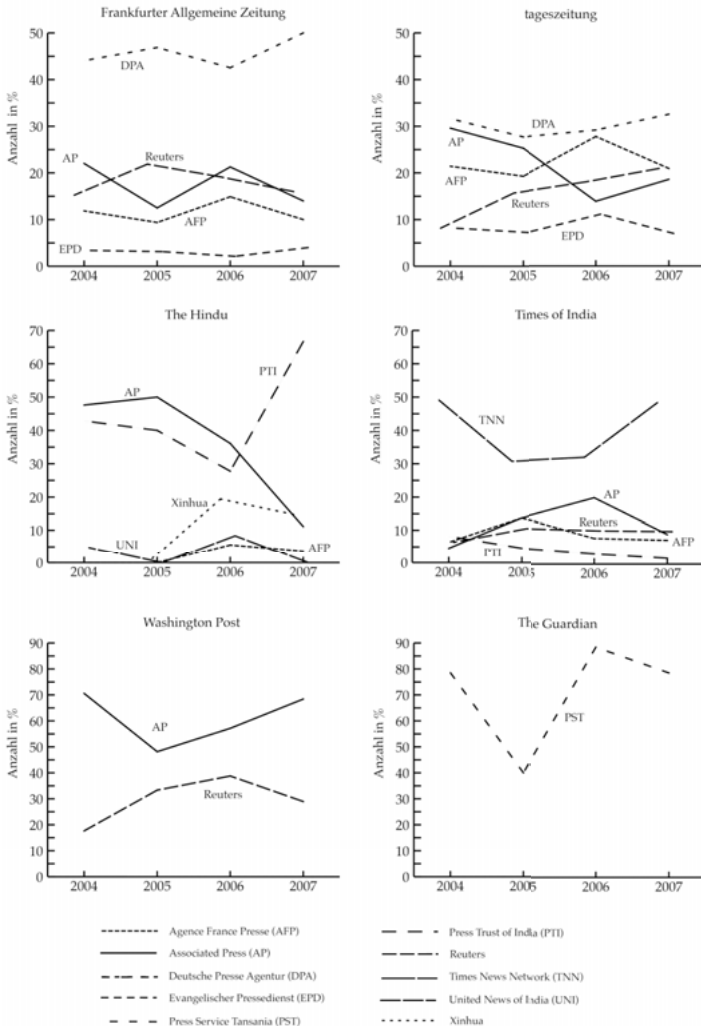 Frankfurter Allgemeine Zeitung
Anzahl in %
50
40
30
20
10
0
DPA
AP
Reuters
AFP
EPD
2004 2005 2006 2007
tageszeitung
Anzahl in %
50
40
30
20
10
0
DPA
AP
AFP
Reuters
EPD
2004 2005 2006 2007
The Hindu
Anzahl in %
70
60
50
40
30
20
10
0
PTI
AP
Xinhua
UNI
AFP
2004 2005 2006 2007
Times of India
Anzahl in %
70
60
50
40
30
20
10
0
TNN
AP
Reuters
PTI
AFP
2004 2005 2006 2007
Washington Post
Anzahl in %
90
80
70
60
50
40
30
20
10
0
AP
Reuters
2004 2005 2006 2007
The Guardian
Anzahl in %
90
80
70
60
50
40
30
20
10
0
PST
2004 2005 2006 2007
Agence France Presse (AFP)
Associated Press (AP)
Deutsche Presse Agentur (DPA)
Evangelischer Pressedienst (EPD)
Press Service Tansania (PST)
Press Trust of India (PTI)
Reuters
Times News Network (TNN)
United News of India (UNI)
Xinhua